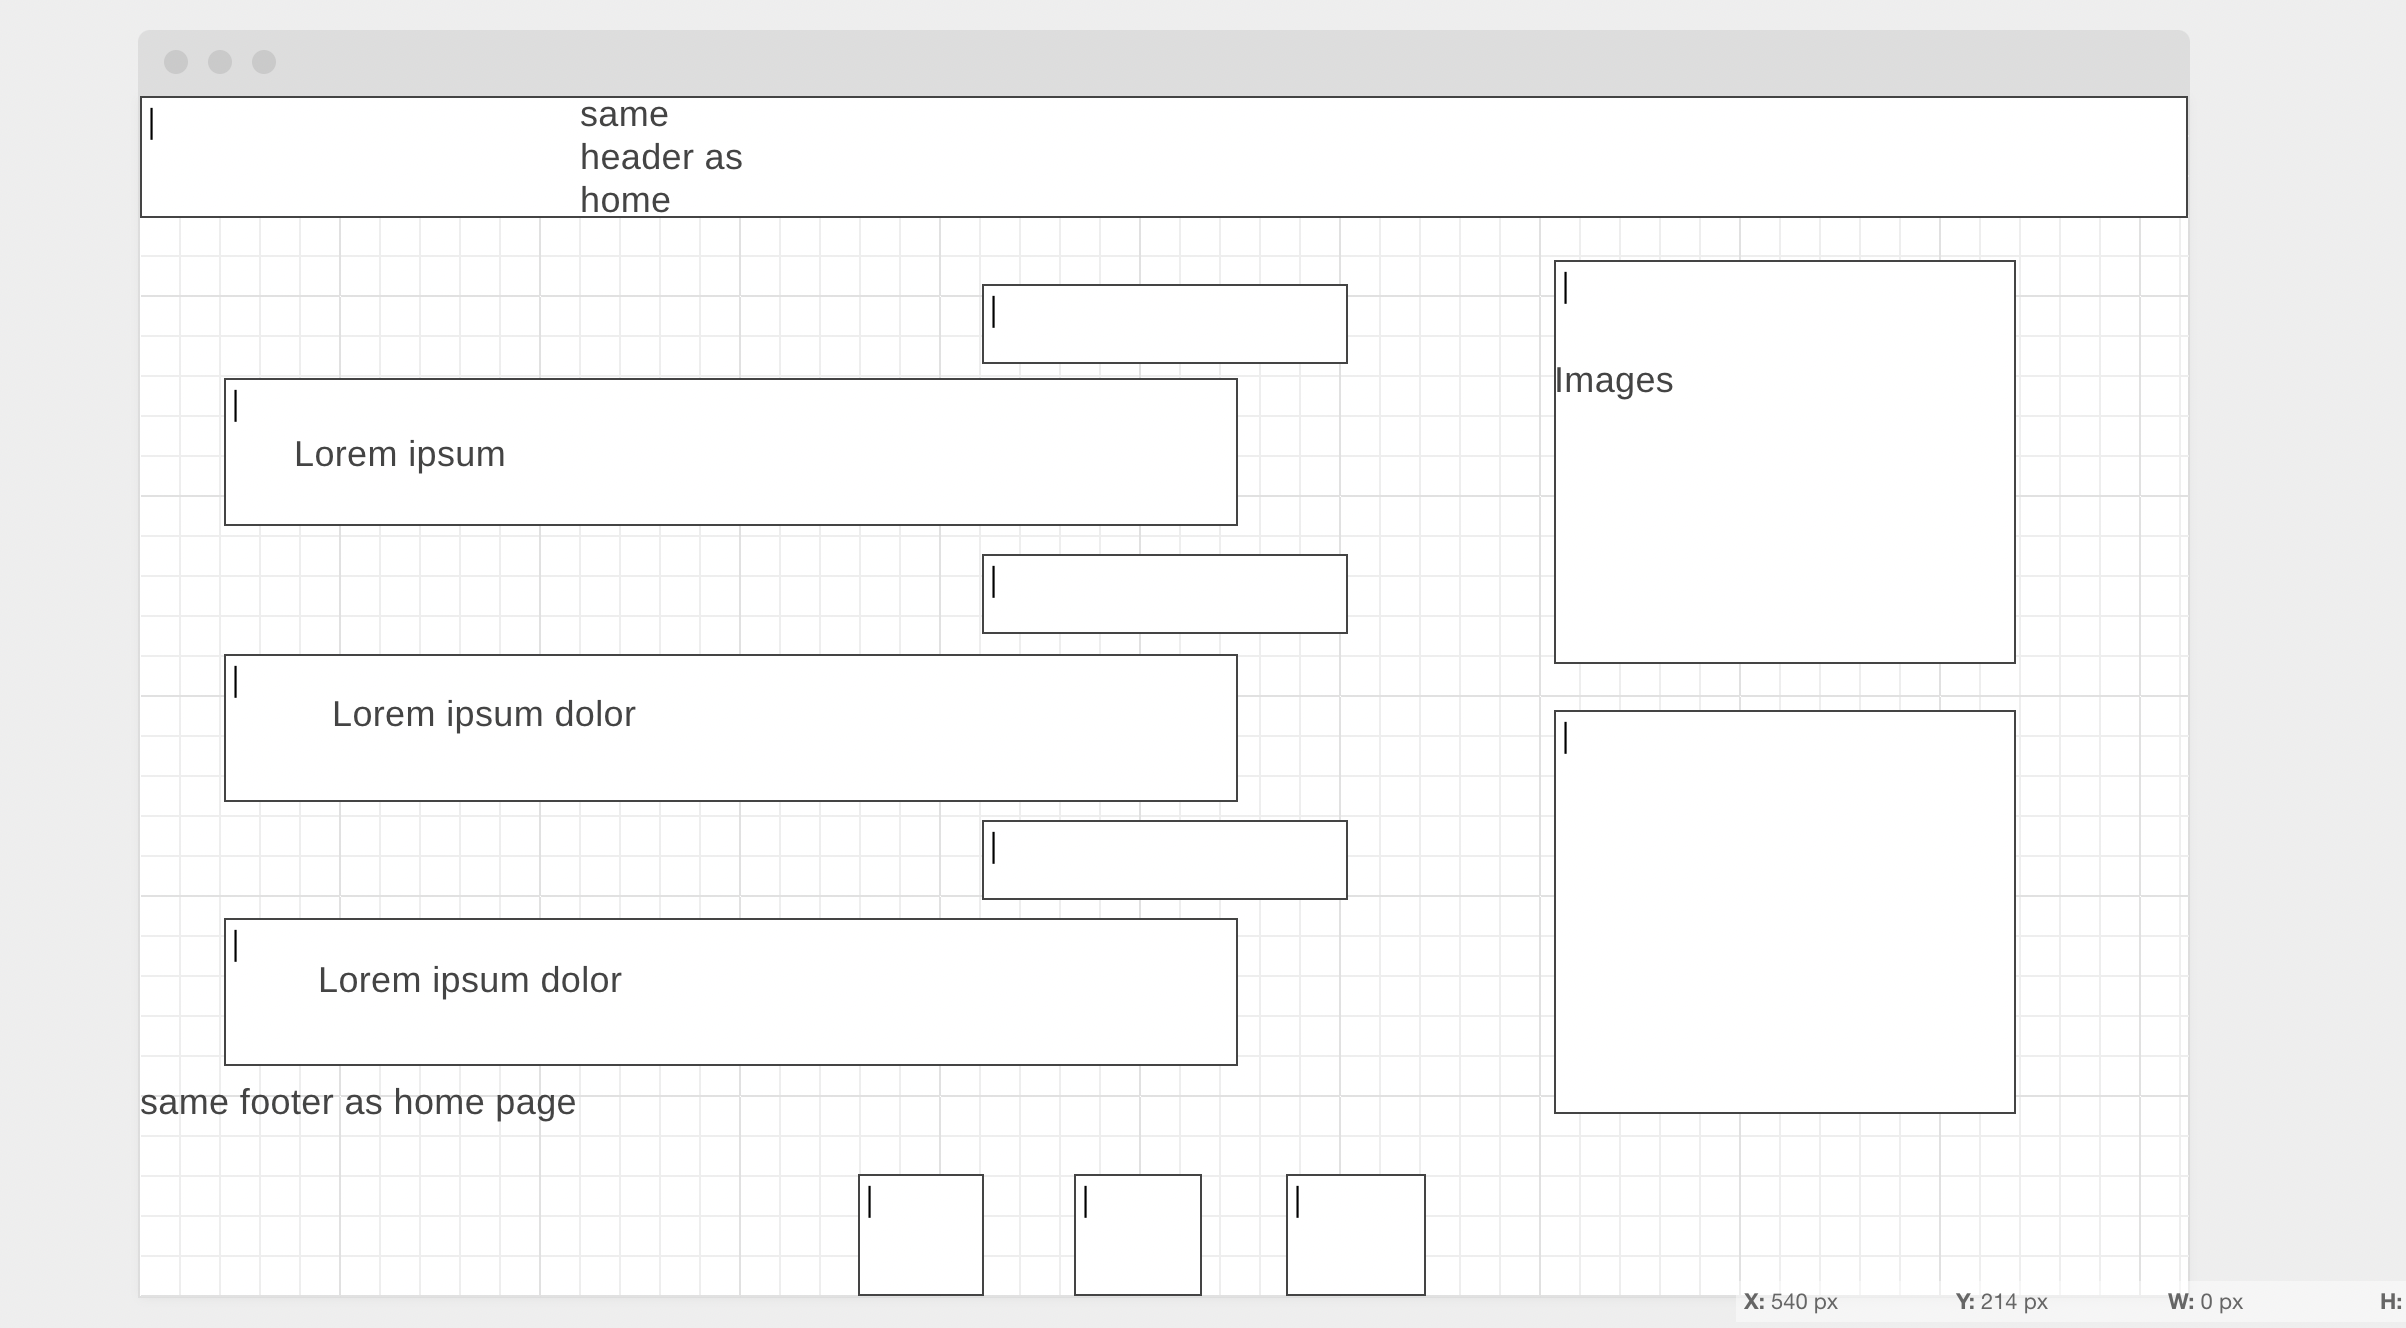 same
header as
home
Images
Lorem ipsum
Lorem ipsum dolor
Lorem ipsum dolor
same footer as home page
X: 540 px Y: 214 px W: 0 px H: